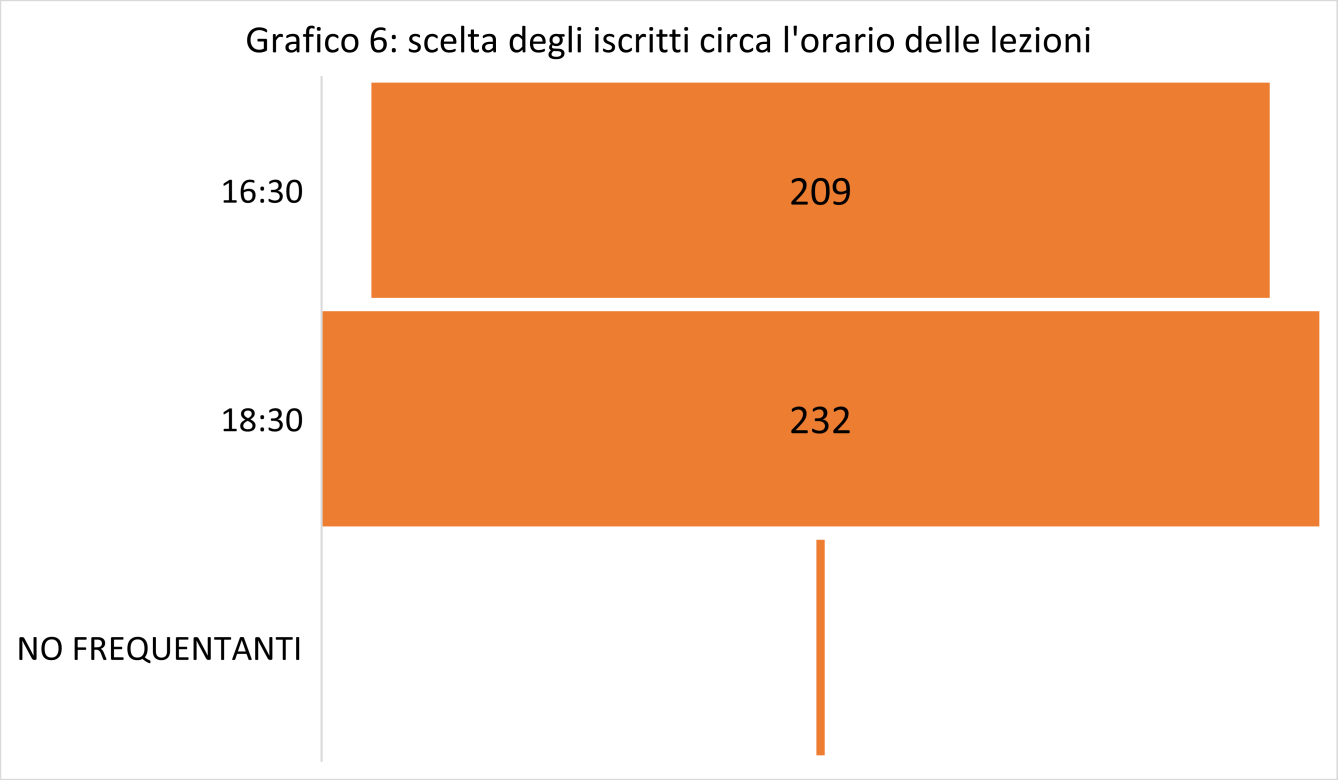 Grafico 6: scelta degli iscritti circa l'orario delle lezioni
16:30
209
18:30
232
NO FREQUENTANTI